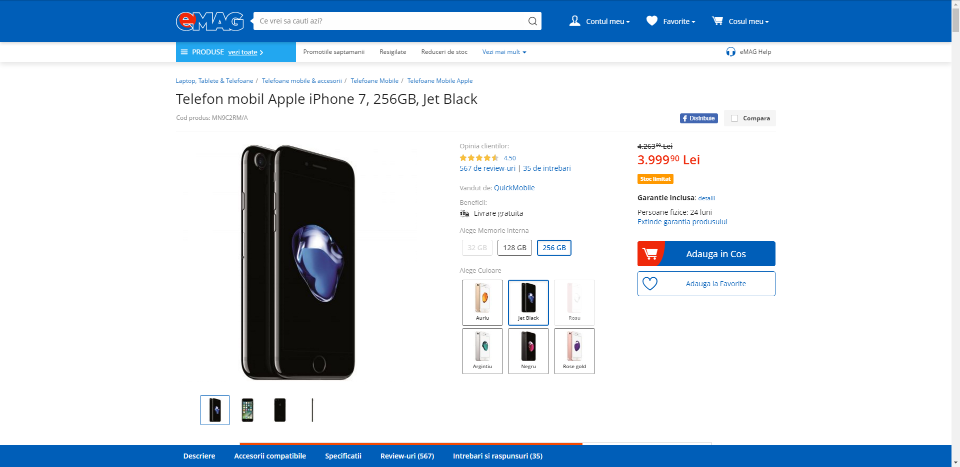 eMAG
Ce vrei sa cauti azi?
Contul meu
Favorite
Cosul meu
PRODUSE vezi toate
Promotiile saptamanii
Resigilate
Reduceri de stoc
Vezi mai mult
eMAG Help
Laptop, Tablete & Telefoane / Telefoane mobile & accesorii / Telefoane Mobile / Telefoane Mobile Apple
Telefon mobil Apple iPhone 7, 256GB, Jet Black
Cod produs: MN9C2RM/A
Distribuie
Compara
Opinia clientilor:
4.50
567 de review-uri | 35 de intrebari
Vandut de: QuickMobile
Beneficii:
Livrare gratuita
Alege Memorie interna
32 GB
128 GB
256 GB
Alege Culoare
Auriu
Jet Black
Rosu
Argintiu
Negru
Rose gold
4.263⁹⁰ Lei
3.999⁹⁰ Lei
Stoc limitat
Garantie inclusa: detalii
Persoane fizice: 24 luni
Extinde garantia produsului
Adauga in Cos
Adauga la Favorite
Descriere
Accesorii compatibile
Specificatii
Review-uri (567)
Intrebari si raspunsuri (35)